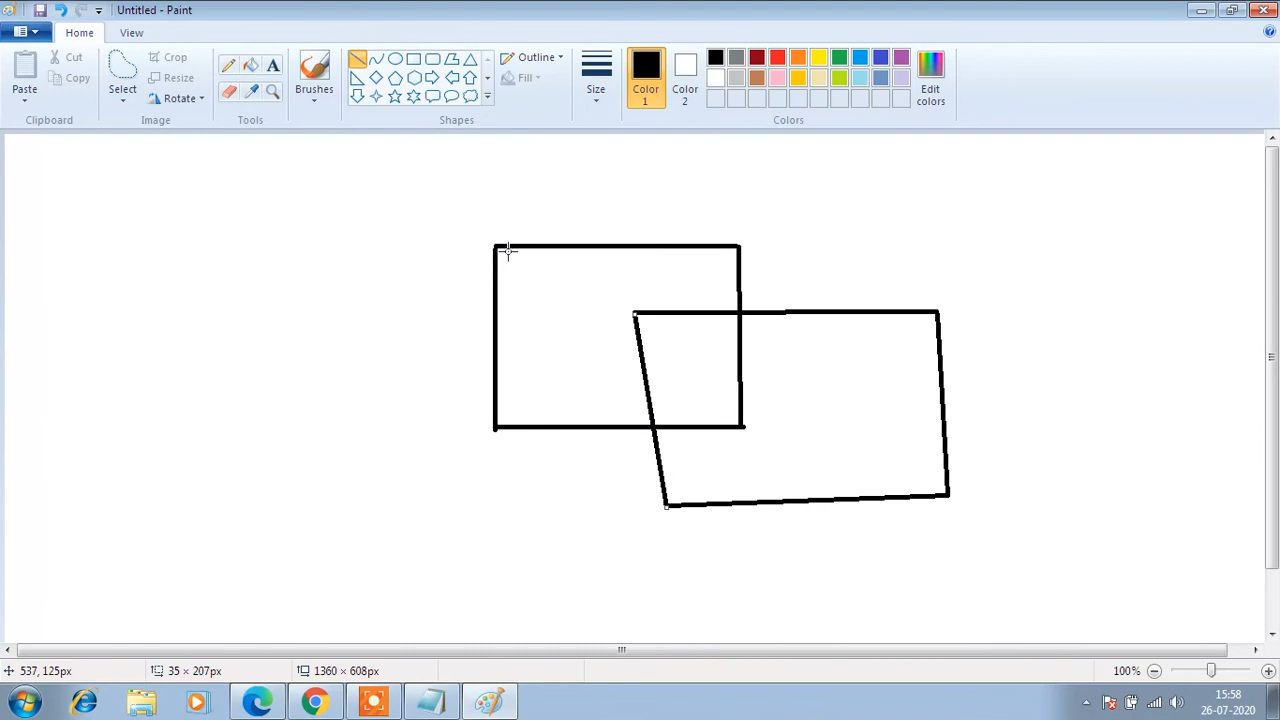 Untitled - Paint
Home View
Paste
Cut
Copy
Clipboard
Select
Crop
Resize
Rotate
Image
A
Tools
Brushes
Outline
Fill
Shapes
Size
Color 1
Color 2
Edit colors
Colors
537, 125px 35 × 207px 1360 × 608px 100%
15:58
26-07-2020